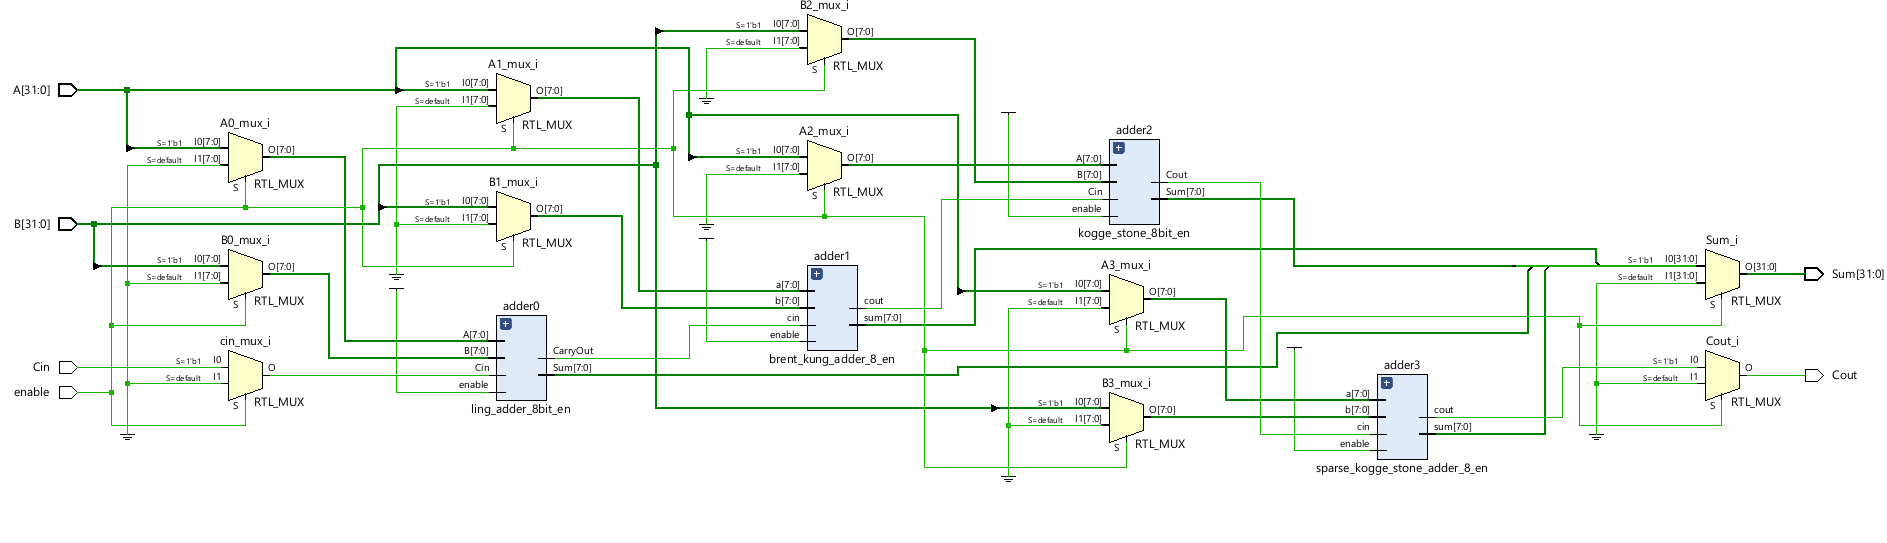 A[31:0]
B[31:0]
Cin
enable
A0_mux_i
S=1'b1 I0[7:0]
S=default I1[7:0]
O[7:0]
S
RTL_MUX
B0_mux_i
S=1'b1 I0[7:0]
S=default I1[7:0]
O[7:0]
S
RTL_MUX
cin_mux_i
S=1'b1 I0
S=default I1
O
S
RTL_MUX
A1_mux_i
S=1'b1 I0[7:0]
S=default I1[7:0]
O[7:0]
S
RTL_MUX
B1_mux_i
S=1'b1 I0[7:0]
S=default I1[7:0]
O[7:0]
S
RTL_MUX
adder0
A[7:0]
B[7:0]
Cin
enable
CarryOut
Sum[7:0]
ling_adder_8bit_en
B2_mux_i
S=1'b1 I0[7:0]
S=default I1[7:0]
O[7:0]
S
RTL_MUX
A2_mux_i
S=1'b1 I0[7:0]
S=default I1[7:0]
O[7:0]
S
RTL_MUX
adder1
a[7:0]
b[7:0]
cin
enable
cout
sum[7:0]
brent_kung_adder_8_en
adder2
A[7:0]
B[7:0]
Cin
enable
Cout
Sum[7:0]
kogge_stone_8bit_en
A3_mux_i
S=1'b1 I0[7:0]
S=default I1[7:0]
O[7:0]
S
RTL_MUX
B3_mux_i
S=1'b1 I0[7:0]
S=default I1[7:0]
O[7:0]
S
RTL_MUX
adder3
a[7:0]
b[7:0]
cin
enable
cout
sum[7:0]
sparse_kogge_stone_adder_8_en
Sum_i
S=1'b1 I0[31:0]
S=default I1[31:0]
O[31:0]
S
RTL_MUX
Cout_i
S=1'b1 I0
S=default I1
O
S
RTL_MUX
Sum[31:0]
Cout